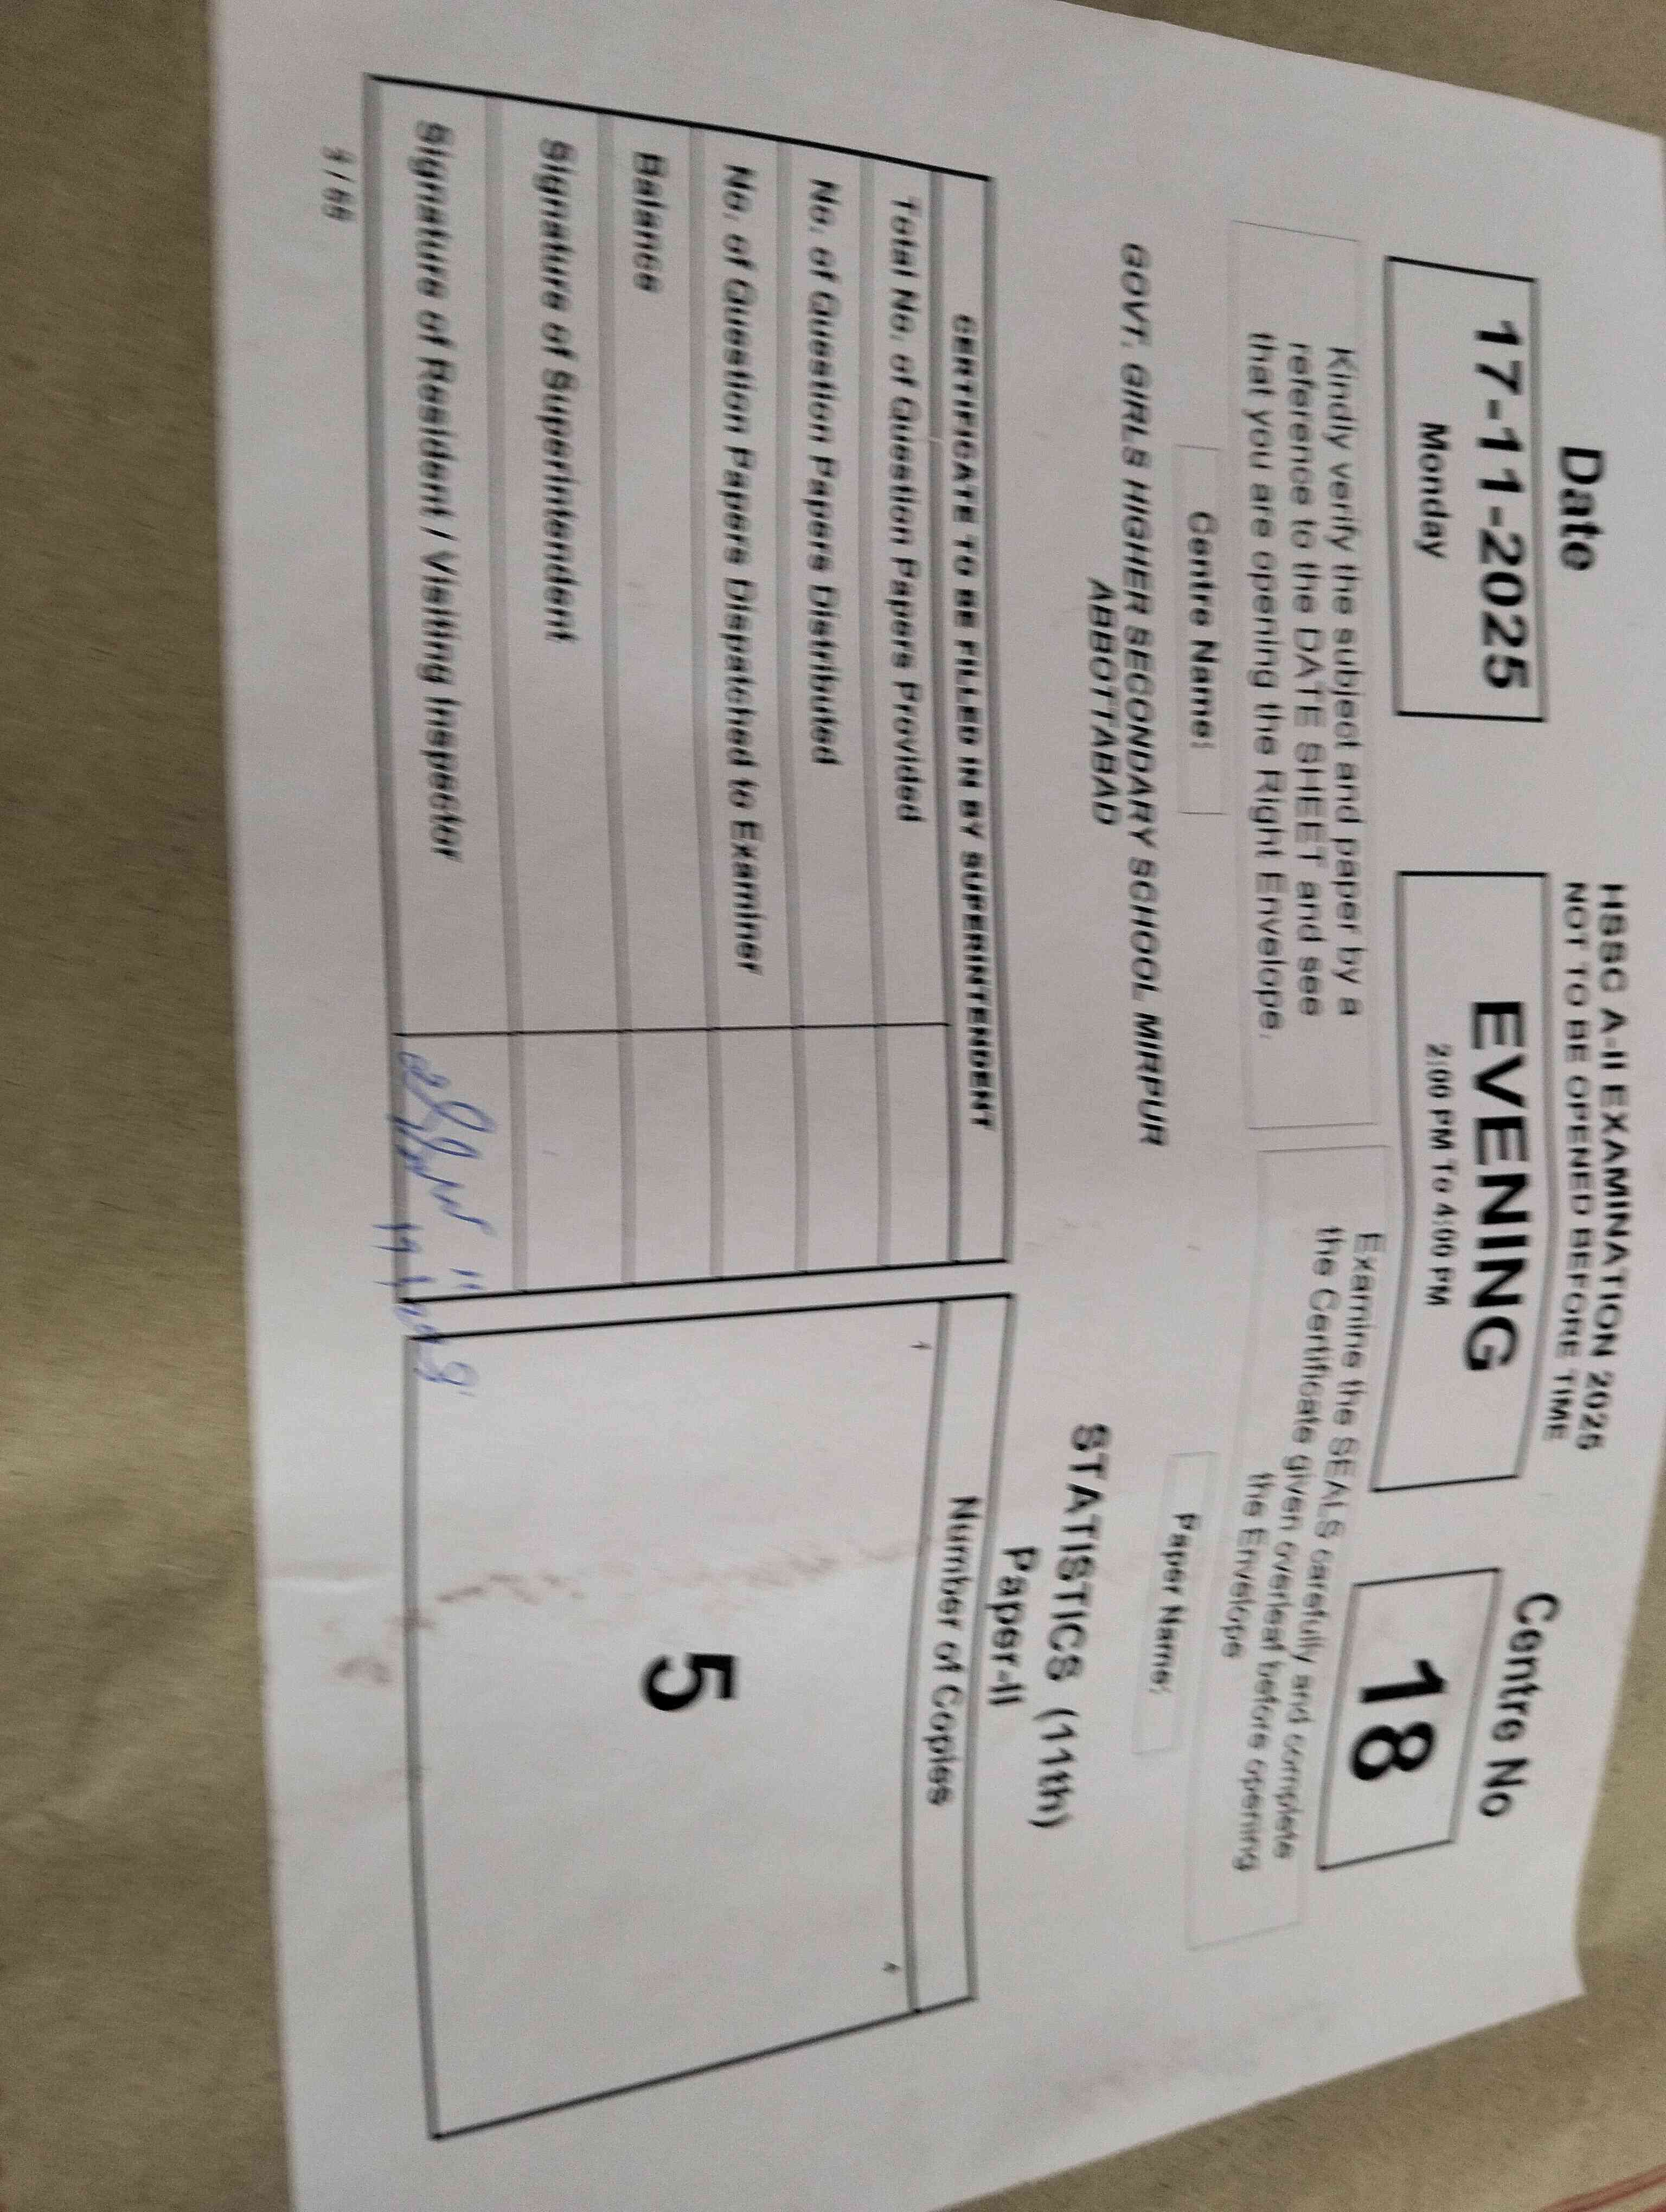 HSSC A-II EXAMINATION 2025
NOT TO BE OPENED BEFORE TIME
Date
17-11-2025
Monday
EVENING
2:00 PM To 4:00 PM
Centre No
18
Kindly verify the subject and paper by a
reference to the DATE SHEET and see
that you are opening the Right Envelope.
Examine the SEALS carefully and complete
the Certificate given overleaf before opening
the Envelope
Centre Name:
GOVT. GIRLS HIGHER SECONDARY SCHOOL MIRPUR
ABBOTTABAD
Paper Name:
STATISTICS (11th)
Paper-II
CERTIFICATE TO BE FILLED IN BY SUPERINTENDENT
Total No. of Question Papers Provided
No. of Question Papers Distributed
No. of Question Papers Dispatched to Examiner
Balance
Signature of Superintendent
Signature of Resident / Visiting Inspector
Number of Copies
5
3 / 66